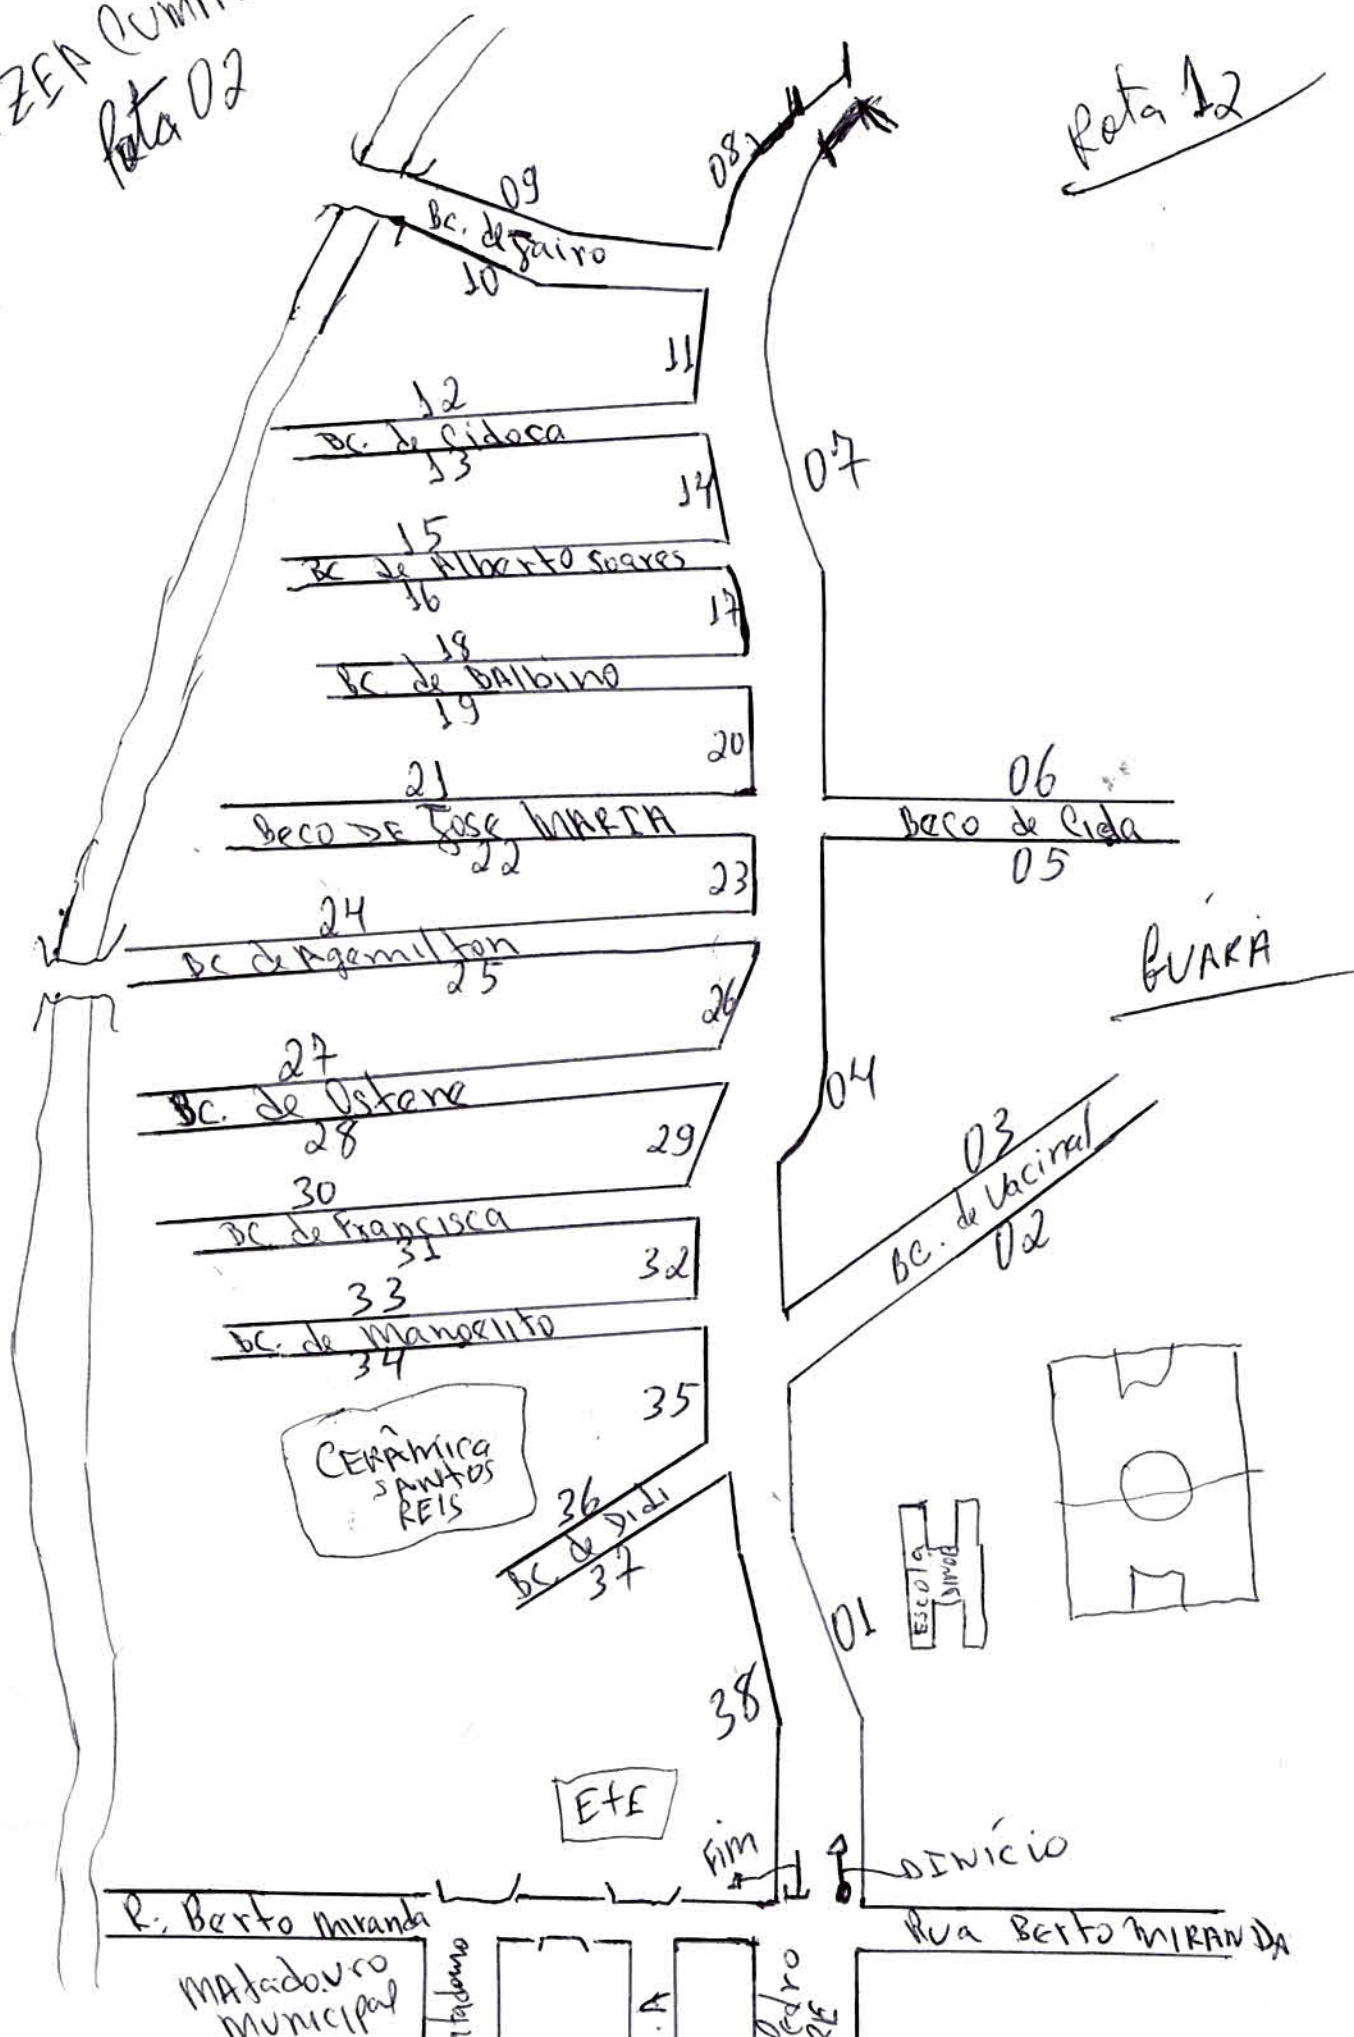 Rota 02
Rota 12
08
09
Bc. de Jairo
10
11
12
BC. de Cidoca
13
14
07
15
BC de Alberto Soares
16
17
18
BC. de BAlbino
19
20
21
Beco DE José MARIA
22
23
06
Beco de Cida
05
24
BC de Agamilton
25
26
GUARÁ
27
Bc. de Ostene
28
29
04
03
BC. de Vacinal
02
30
BC de Francisca
31
32
33
BC. de Manoelito
34
35
CERÂMICA
SANTOS
REIS
36
BC. de Didi
37
Escola
01
38
EtE
Fim
INÍCIO
R. Berto Miranda
Rua Berto MIRANDA
MAtadouro
Municipal